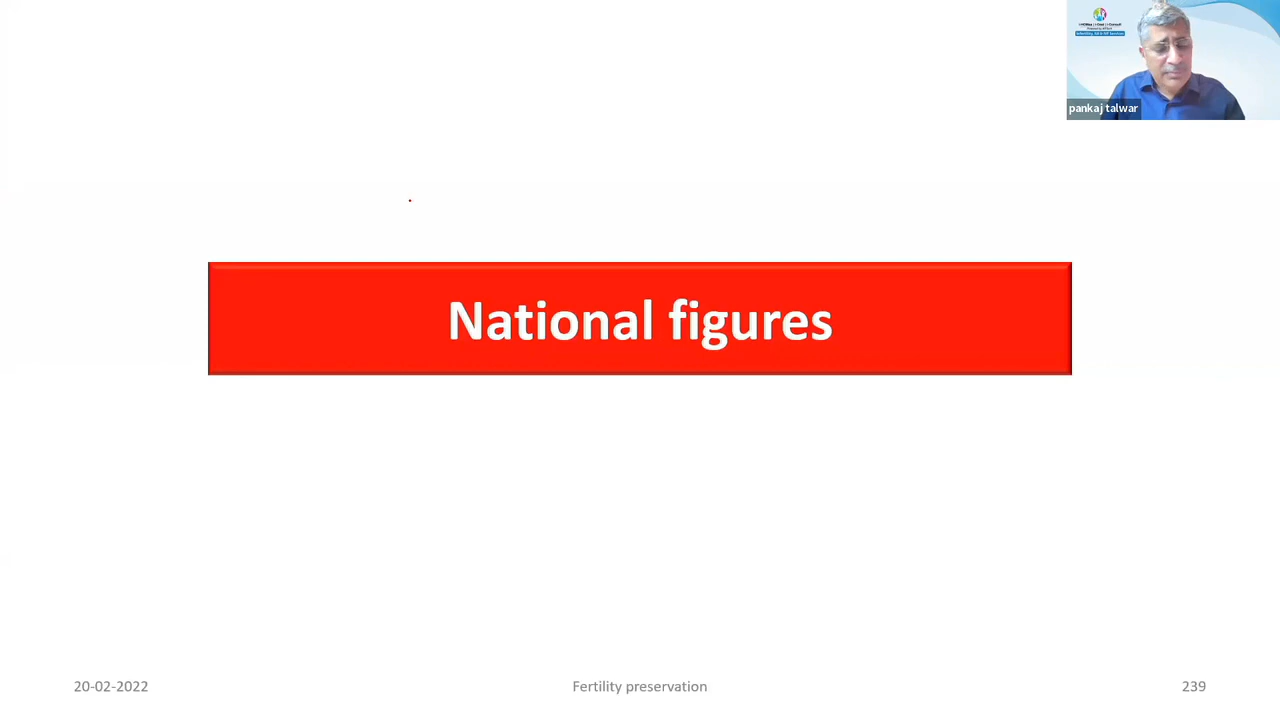 pankaj talwar
National figures
20-02-2022
Fertility preservation
239